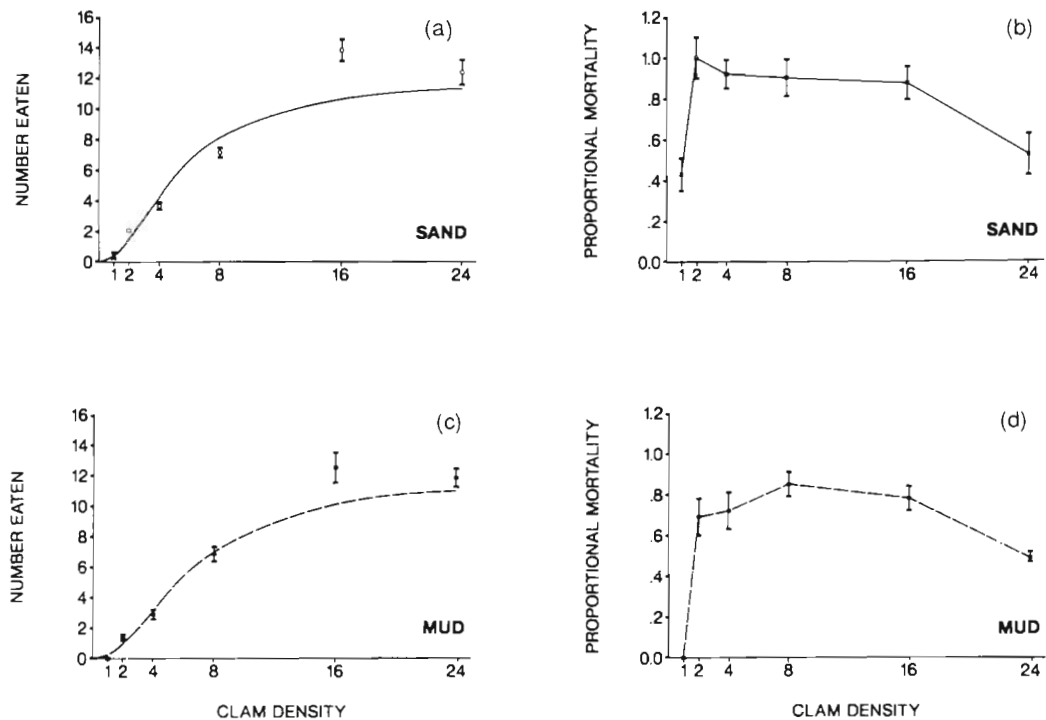 (a)
NUMBER EATEN
16
14
12
10
8
6
4
2
0
1 2 4 8 16 24
SAND
(b)
PROPORTIONAL MORTALITY
1.2
1.0
.8
.6
.4
.2
0.0
1 2 4 8 16 24
SAND
(c)
NUMBER EATEN
16
14
12
10
8
6
4
2
0
1 2 4 8 16 24
MUD
CLAM DENSITY
(d)
PROPORTIONAL MORTALITY
1.2
1.0
.8
.6
.4
.2
0.0
1 2 4 8 16 24
MUD
CLAM DENSITY